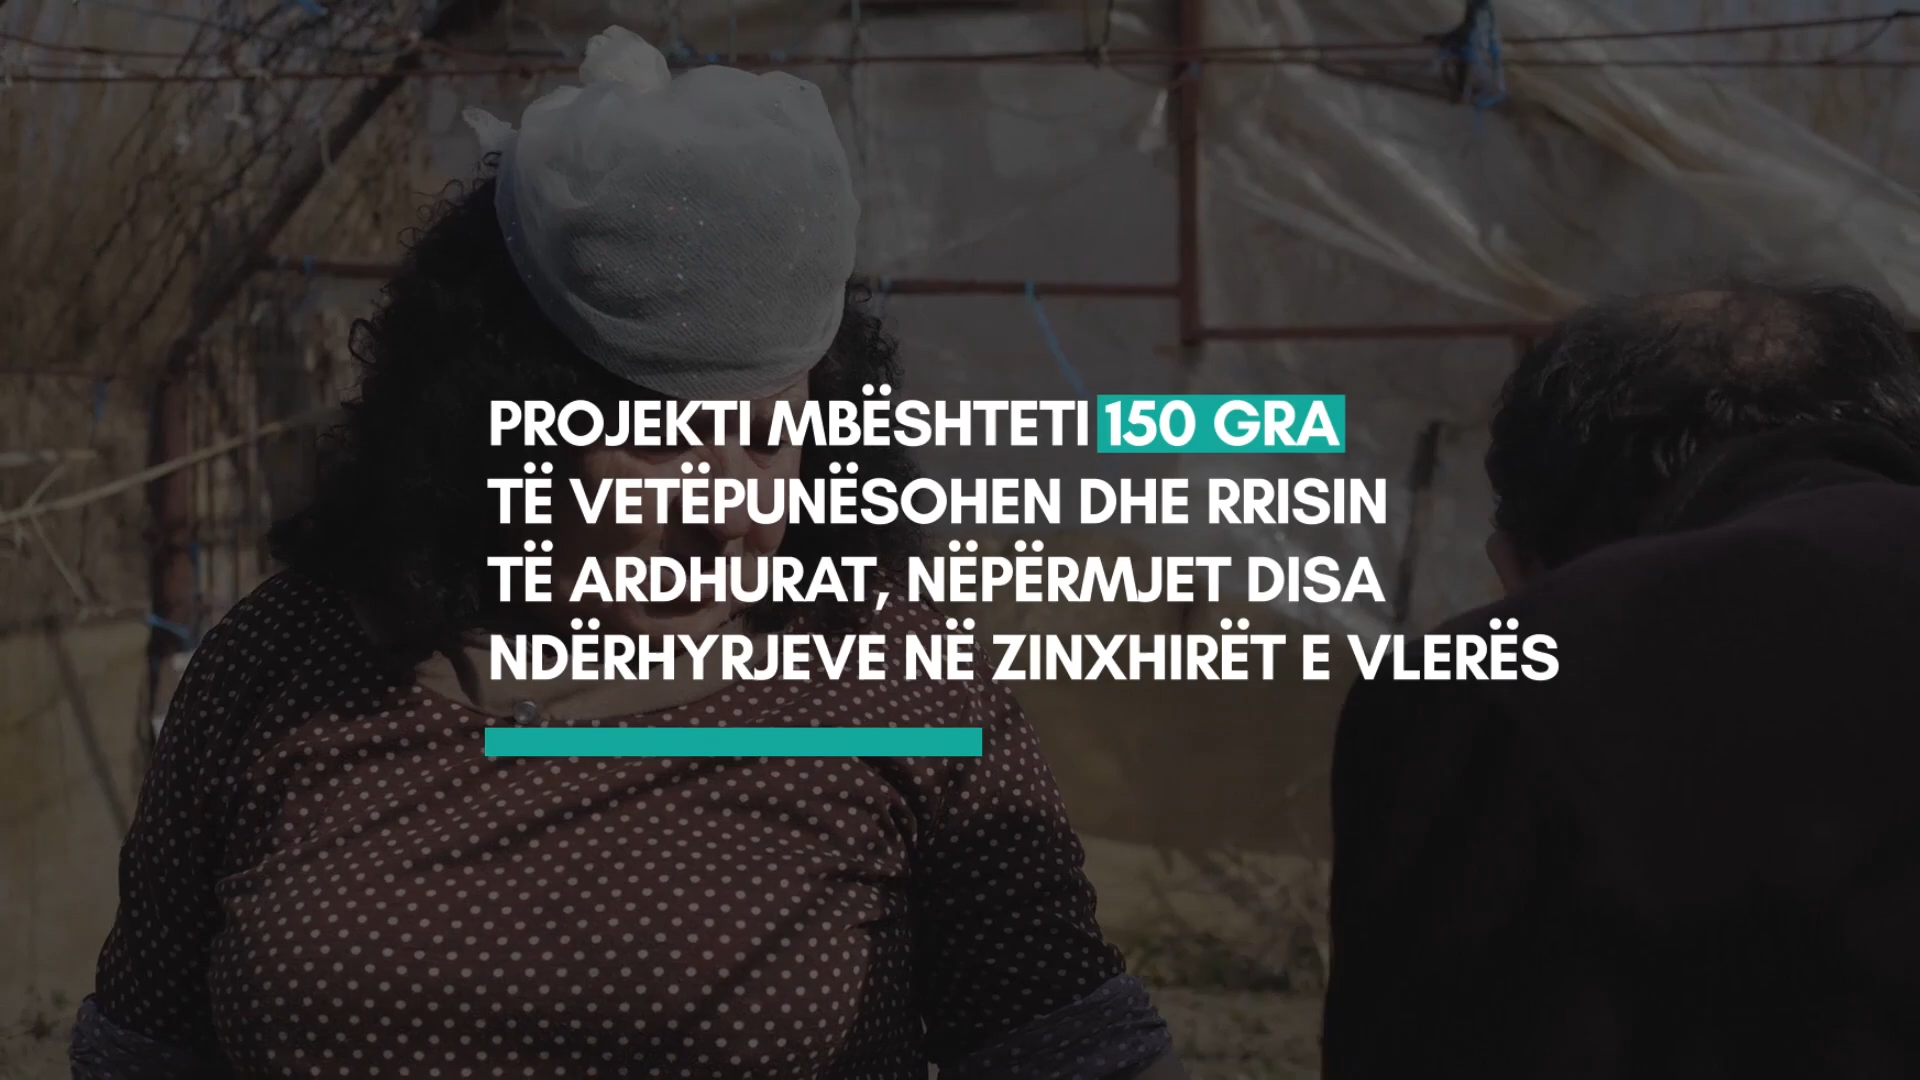 PROJEKTI MBËSHTETI 150 GRA
TË VETËPUNËSOHEN DHE RRISIN
TË ARDHURAT, NËPËRMJET DISA
NDËRHYRJEVE NË ZINXHIRËT E VLERËS